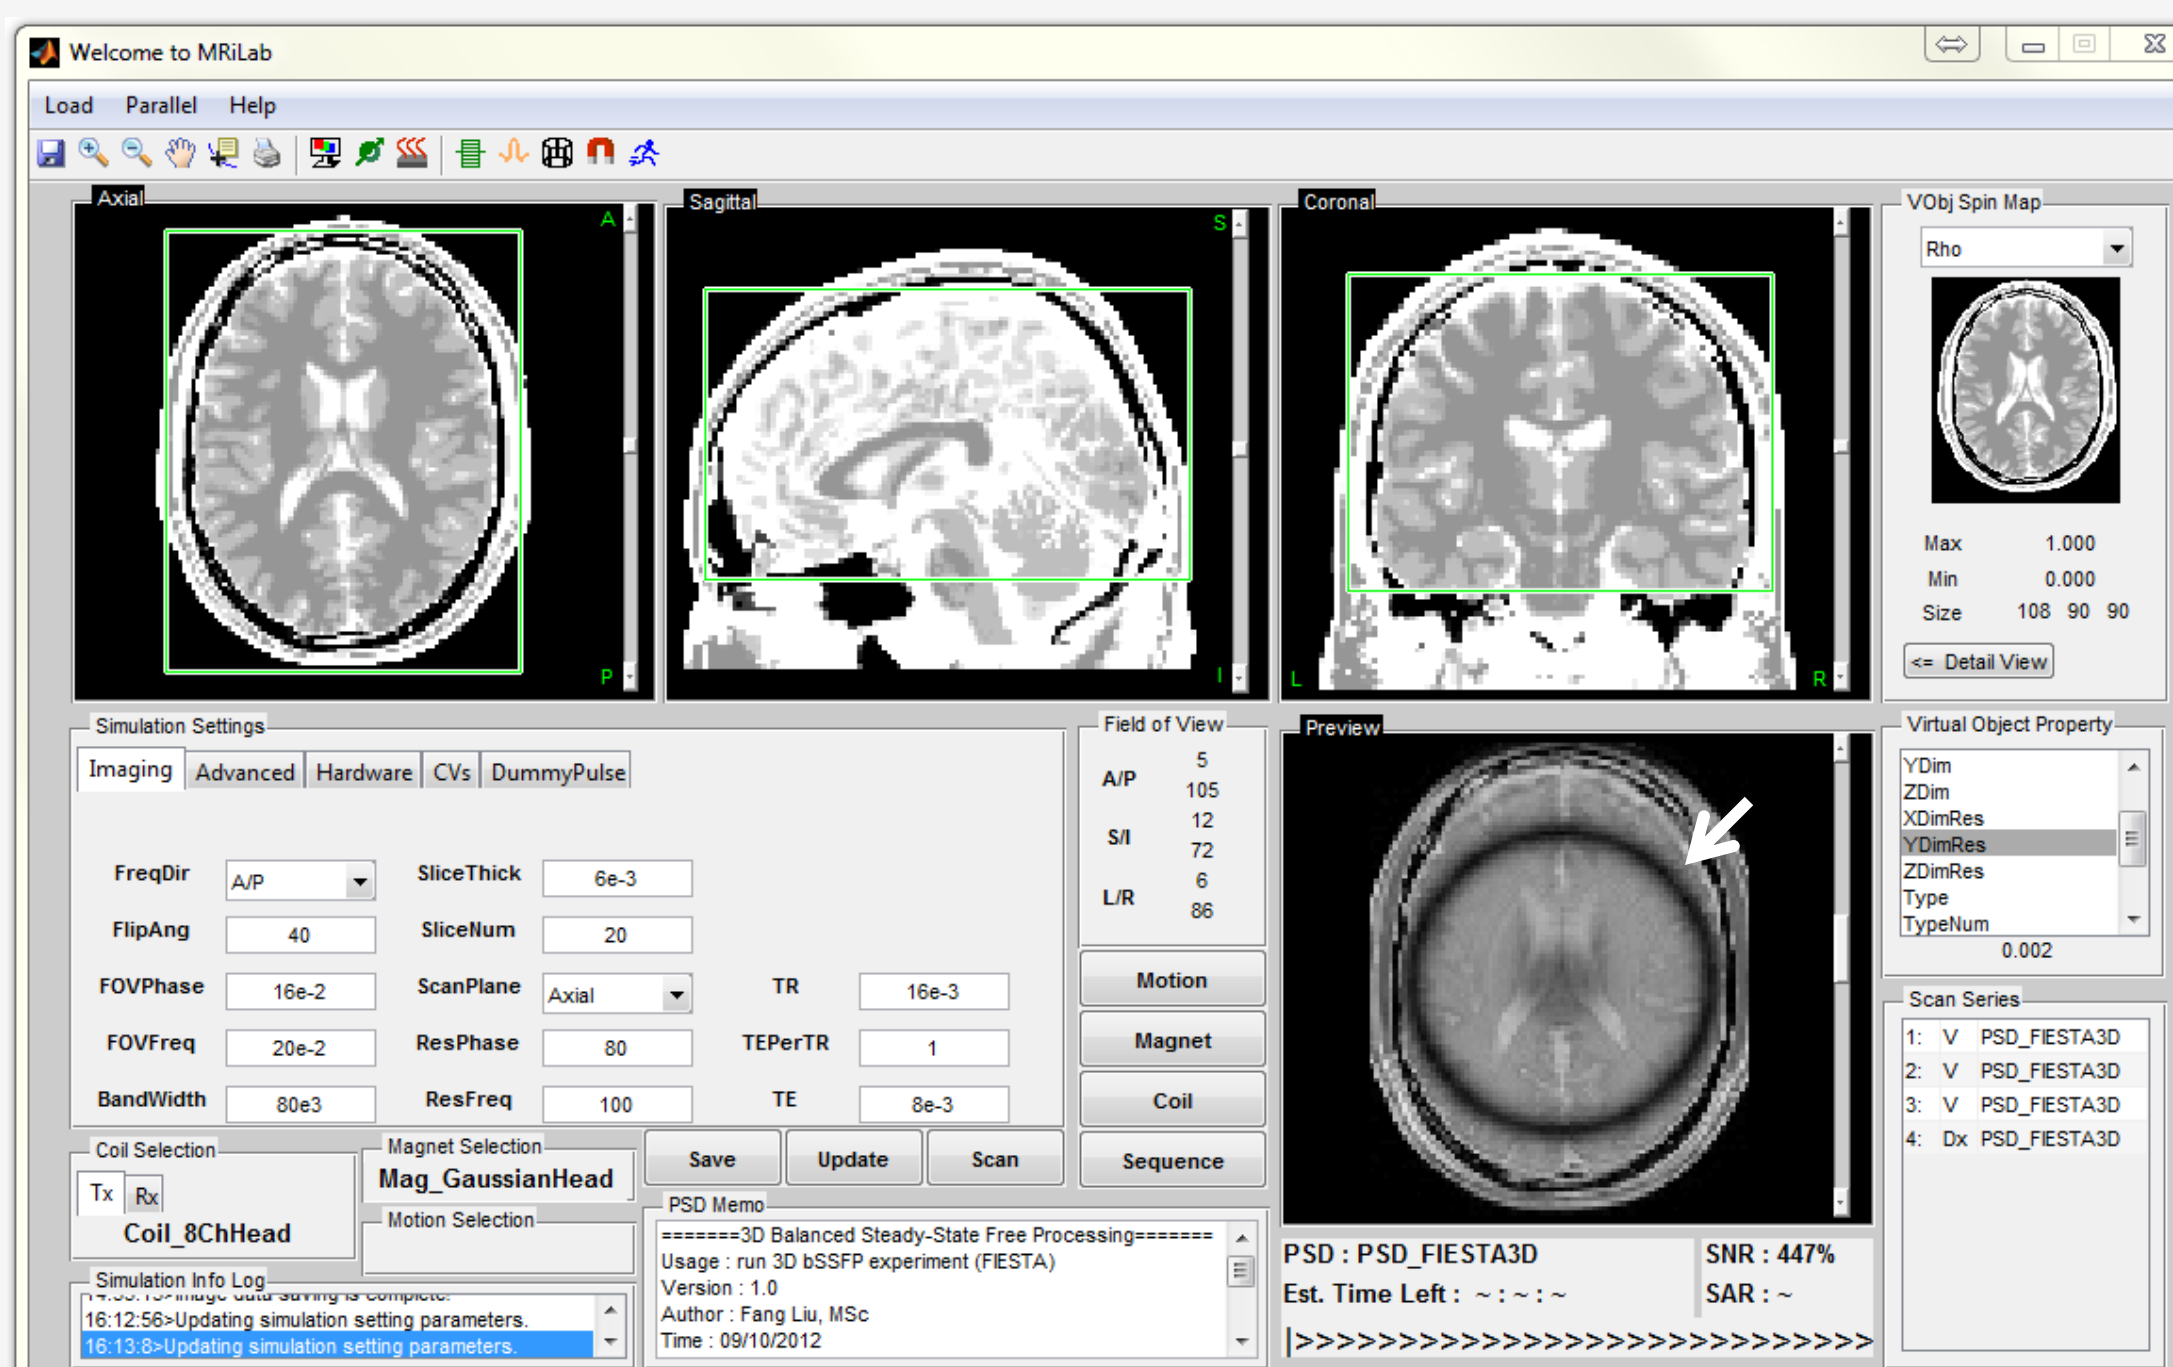 Welcome to MRiLab
Load Parallel Help
Axial
A
P
Sagittal
S
I
Coronal
L
R
VObj Spin Map
Rho
Max 1.000
Min 0.000
Size 108 90 90
<= Detail View
Simulation Settings
Imaging Advanced Hardware CVs DummyPulse
FreqDir A/P SliceThick 6e-3
FlipAng 40 SliceNum 20
FOVPhase 16e-2 ScanPlane Axial TR 16e-3
FOVFreq 20e-2 ResPhase 80 TEPerTR 1
BandWidth 80e3 ResFreq 100 TE 8e-3
Field of View
A/P 5 105
S/I 12 72
L/R 6 86
Motion
Magnet
Coil
Sequence
Preview
Virtual Object Property
YDim
ZDim
XDimRes
YDimRes
ZDimRes
Type
TypeNum
0.002
Scan Series
1: V PSD_FIESTA3D
2: V PSD_FIESTA3D
3: V PSD_FIESTA3D
4: Dx PSD_FIESTA3D
Coil Selection
Tx Rx
Coil_8ChHead
Magnet Selection
Mag_GaussianHead
Motion Selection
Save Update Scan
PSD Memo
=======3D Balanced Steady-State Free Processing=======
Usage : run 3D bSSFP experiment (FIESTA)
Version : 1.0
Author : Fang Liu, MSc
Time : 09/10/2012
Simulation Info Log
image data saving is complete!
16:12:56>Updating simulation setting parameters.
16:13:8>Updating simulation setting parameters.
PSD : PSD_FIESTA3D SNR : 447%
Est. Time Left : ~ : ~ : ~ SAR : ~
|>>>>>>>>>>>>>>>>>>>>>>>>>>>>>